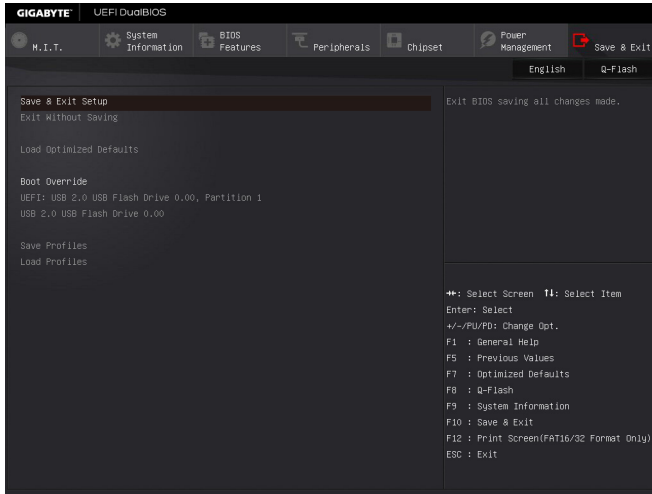 GIGABYTE™ UEFI DualBIOS
M.I.T.
System Information
BIOS Features
Peripherals
Chipset
Power Management
Save & Exit
English Q-Flash
Save & Exit Setup
Exit Without Saving
Load Optimized Defaults
Boot Override
UEFI: USB 2.0 USB Flash Drive 0.00, Partition 1
USB 2.0 USB Flash Drive 0.00
Save Profiles
Load Profiles
Exit BIOS saving all changes made.
→←: Select Screen ↑↓: Select Item
Enter: Select
+/-/PU/PD: Change Opt.
F1 : General Help
F5 : Previous Values
F7 : Optimized Defaults
F8 : Q-Flash
F9 : System Information
F10 : Save & Exit
F12 : Print Screen(FAT16/32 Format Only)
ESC : Exit